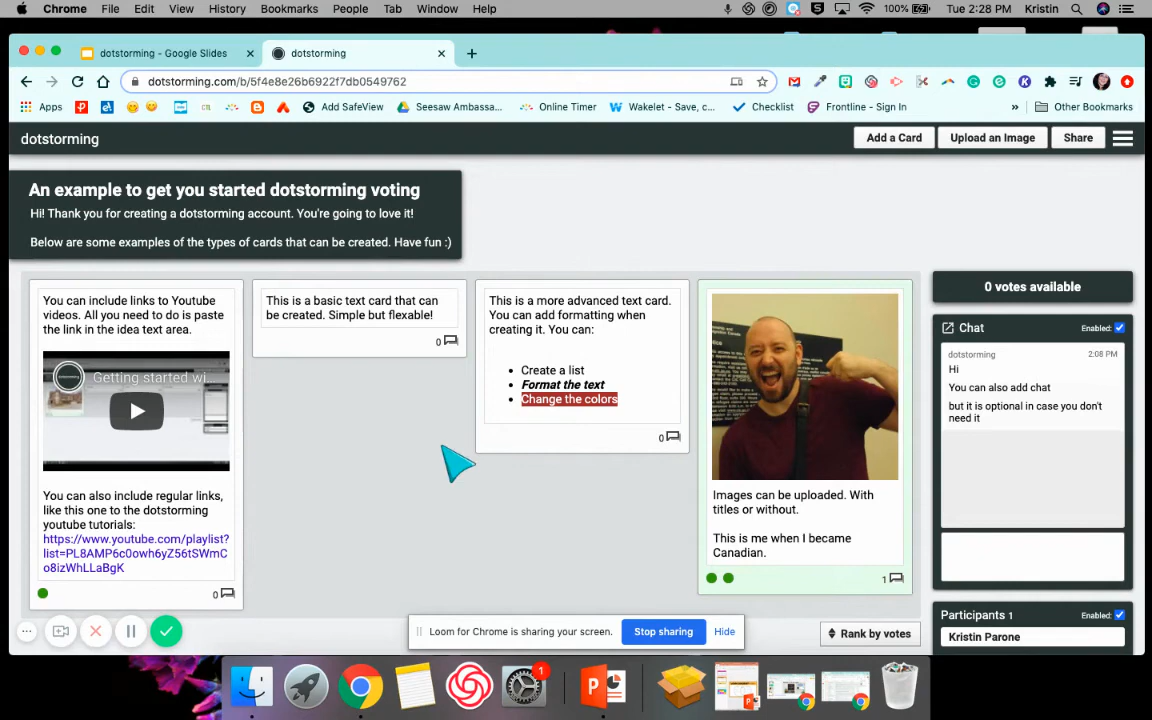 Chrome File Edit View History Bookmarks People Tab Window Help 100% Tue 2:28 PM Kristin
dotstorming - Google Slides
dotstorming
dotstorming.com/b/5f4e8e26b6922f7db0549762
Apps Add SafeView Seesaw Ambassa... Online Timer Wakelet - Save, c... Checklist Frontline - Sign In » Other Bookmarks
dotstorming
Add a Card Upload an Image Share
An example to get you started dotstorming voting
Hi! Thank you for creating a dotstorming account. You're going to love it!
Below are some examples of the types of cards that can be created. Have fun :)
You can include links to Youtube
videos. All you need to do is paste
the link in the idea text area.
Getting started wi...
You can also include regular links,
like this one to the dotstorming
youtube tutorials:
https://www.youtube.com/playlist?
list=PL8AMP6c0owh6yZ56tSWmC
o8izWhLLaBgK
0
This is a basic text card that can
be created. Simple but flexable!
0
This is a more advanced text card.
You can add formatting when
creating it. You can:
• Create a list
• Format the text
• Change the colors
0
Images can be uploaded. With
titles or without.
This is me when I became
Canadian.
1
0 votes available
Chat Enabled:
dotstorming 2:08 PM
Hi
You can also add chat
but it is optional in case you don't
need it
Participants 1 Enabled:
Kristin Parone
Rank by votes
Loom for Chrome is sharing your screen. Stop sharing Hide
1